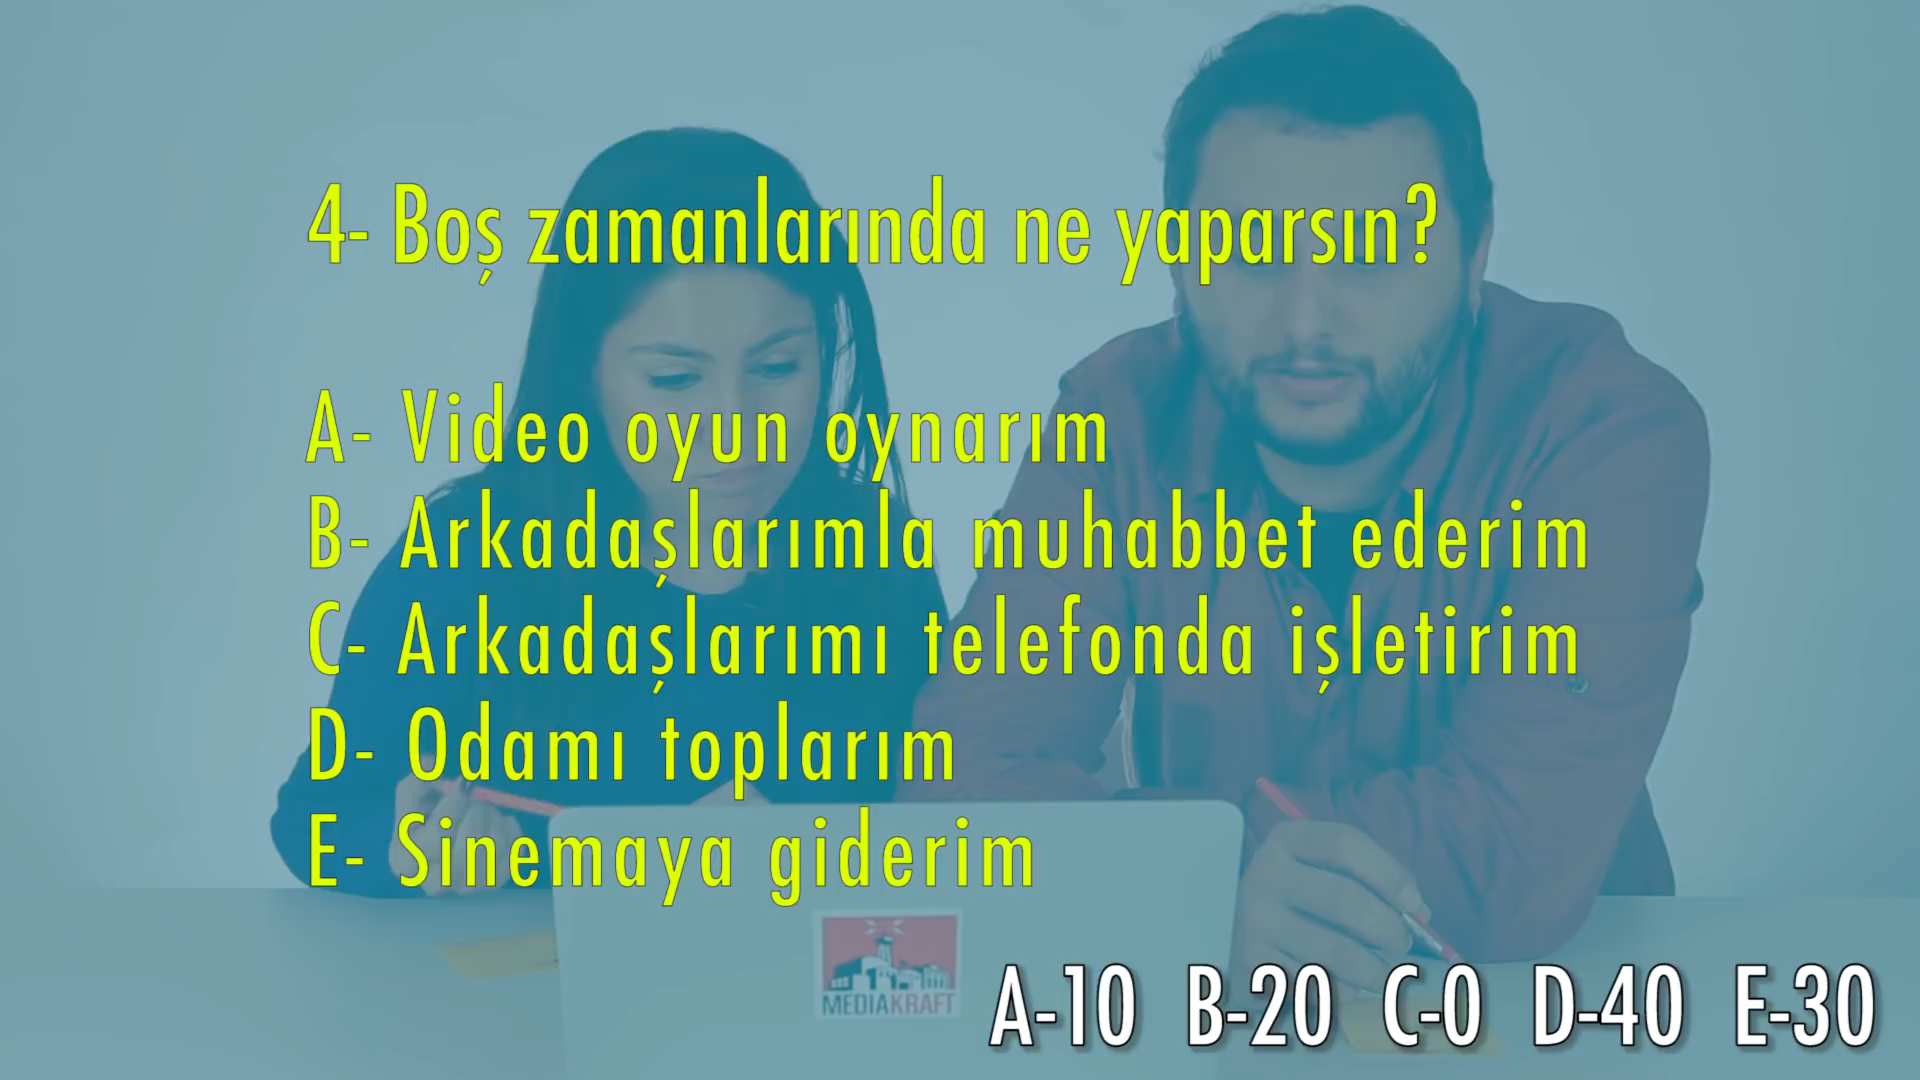 4- Boş zamanlarında ne yaparsın?
A- Video oyun oynarım
B- Arkadaşlarımla muhabbet ederim
C- Arkadaşlarımı telefonda işletirim
D- Odamı toplarım
E- Sinemaya giderim
MEDIAKRAFT
A-10 B-20 C-0 D-40 E-30